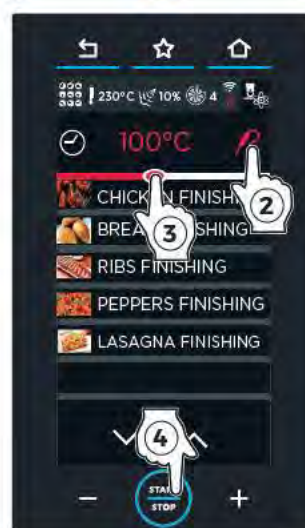 230°C 10% 4
100°C
2
CHICKEN FINISHING
3
BREAD FINISHING
RIBS FINISHING
PEPPERS FINISHING
LASAGNA FINISHING
4
START
STOP
- +